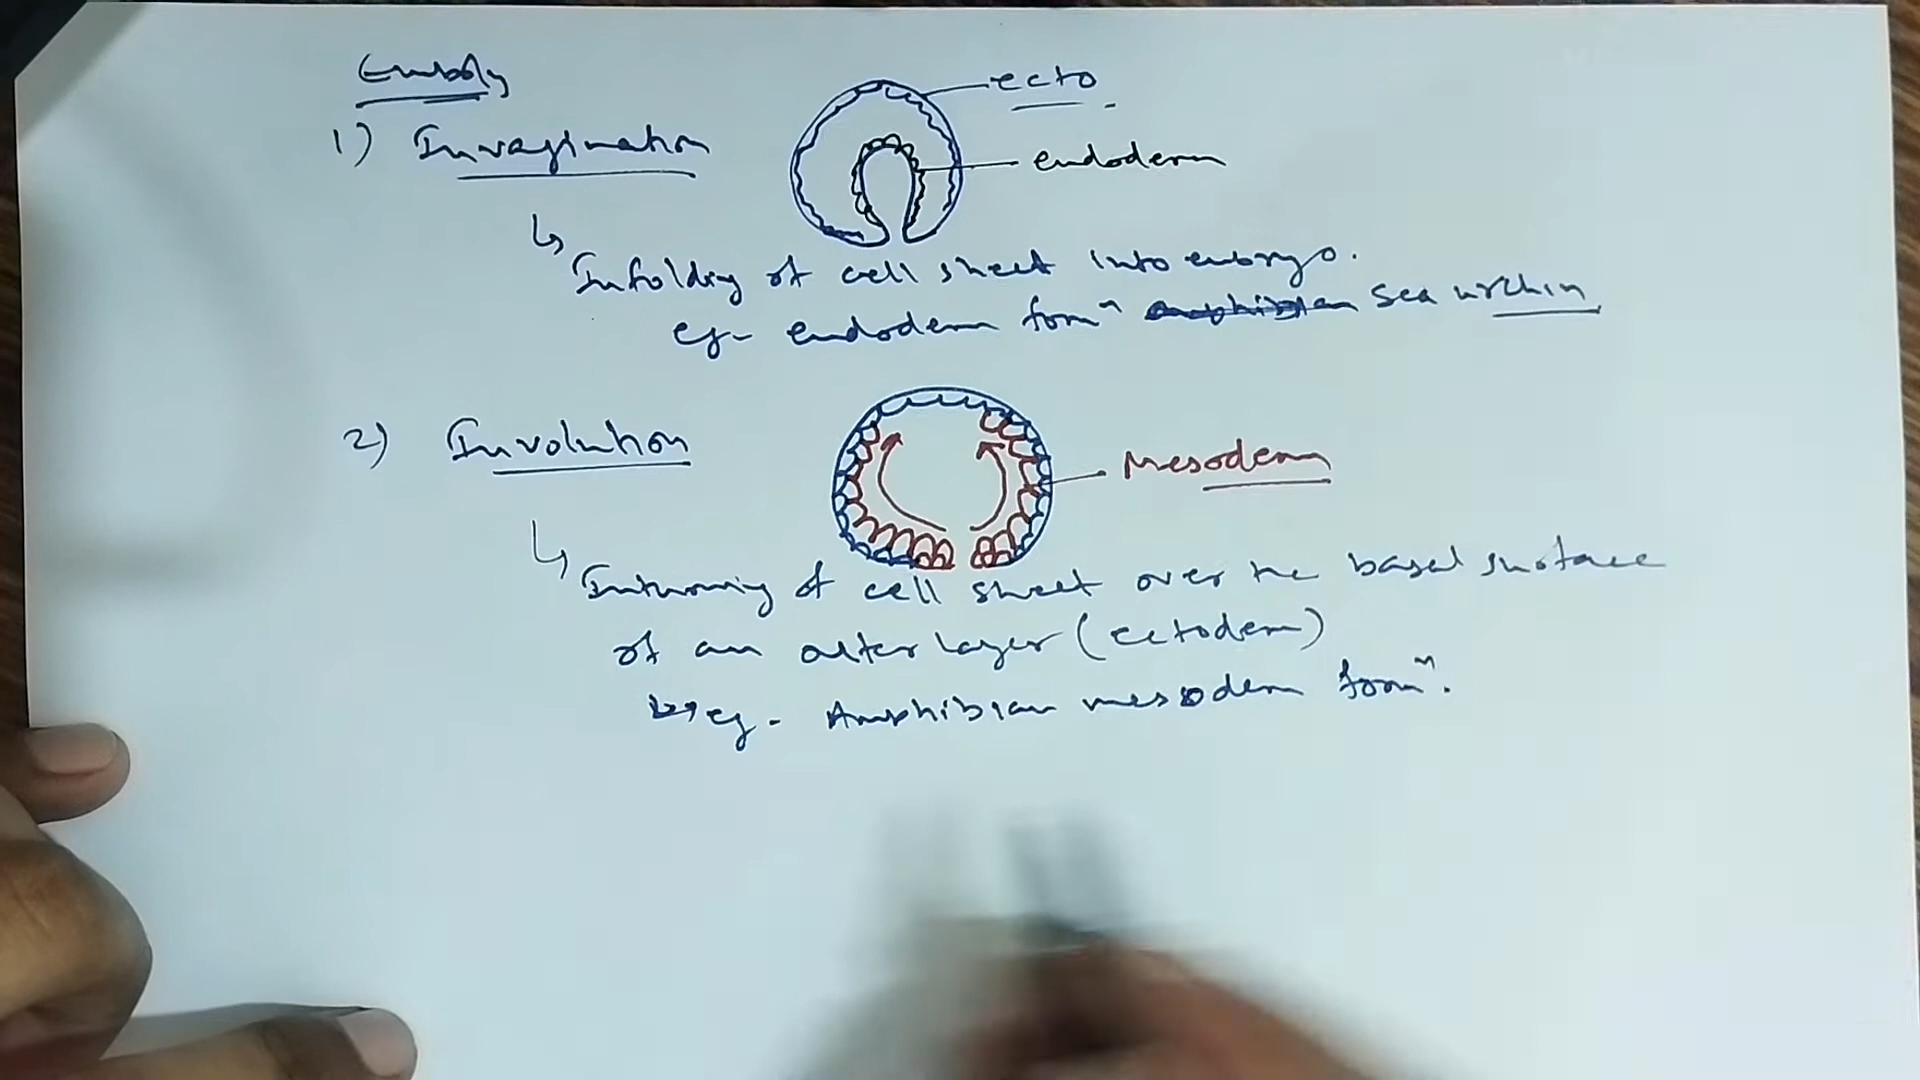 Emboly
ecto
1) Invagination
endoderm
↳ Infolding of cell sheet into embryo.
eg- endoderm formⁿ amphibian sea urchin
2) Involution
Mesoderm
↳ Inturning of cell sheet over the basal surface
of an outer layer (ectoderm)
eg- Amphibian mesoderm formⁿ.